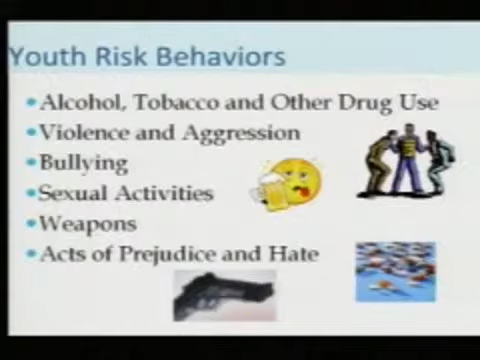 Youth Risk Behaviors
•Alcohol, Tobacco and Other Drug Use
•Violence and Aggression
•Bullying
•Sexual Activities
•Weapons
•Acts of Prejudice and Hate